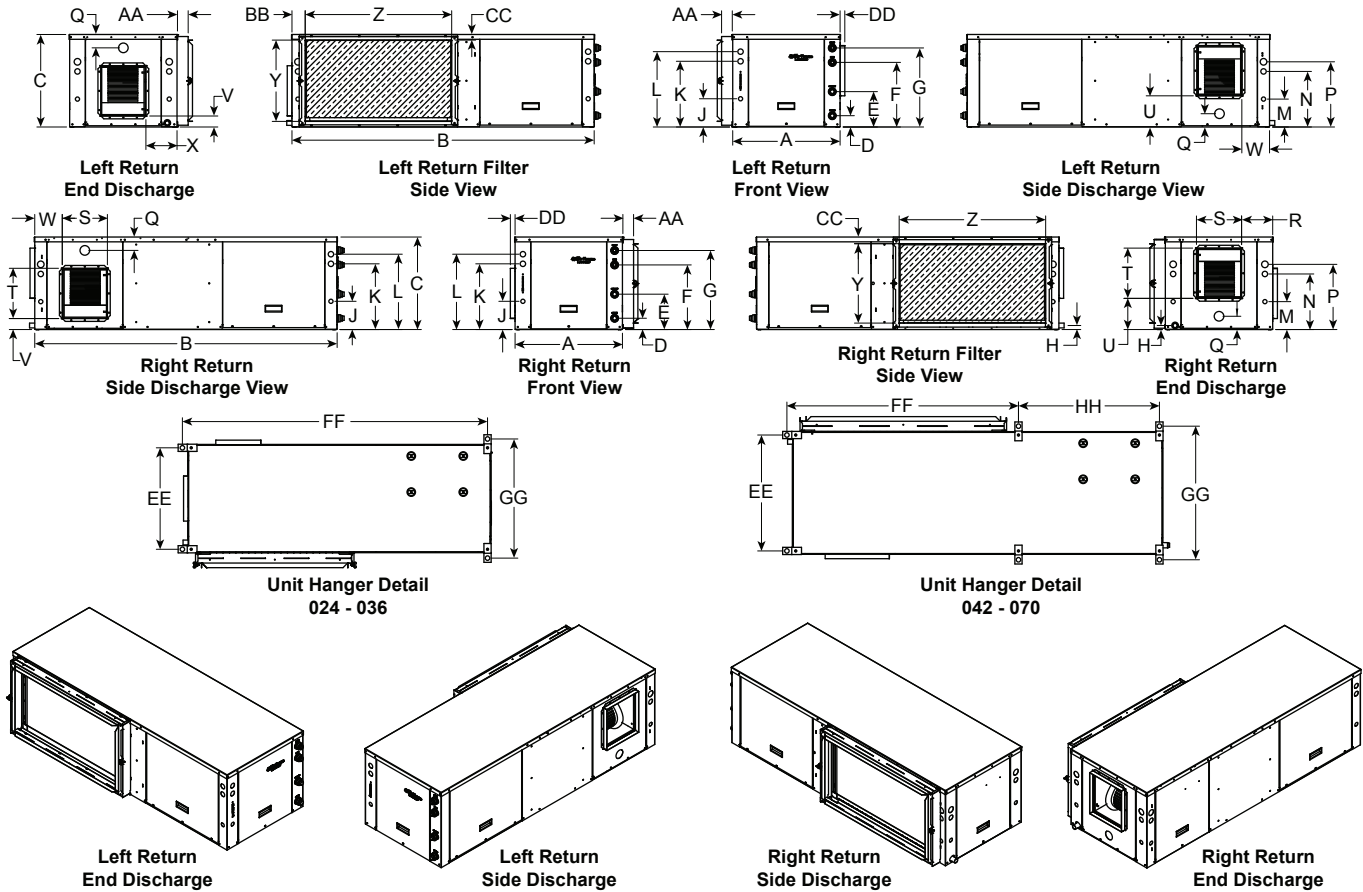 Q AA BB Z CC AA DD
C V X
Y B
L K J A G F E D
U Q W N M P
Left Return
End Discharge
Left Return Filter
Side View
Left Return
Front View
Left Return
Side Discharge View
W S Q DD AA CC Z S R
T V B J K L C
L K J A E F G D
Y H
T U H Q M N P
Right Return
Side Discharge View
Right Return
Front View
Right Return Filter
Side View
Right Return
End Discharge
FF
EE GG
FF HH
EE GG
Unit Hanger Detail
024 - 036
Unit Hanger Detail
042 - 070
Left Return
End Discharge
Left Return
Side Discharge
Right Return
Side Discharge
Right Return
End Discharge